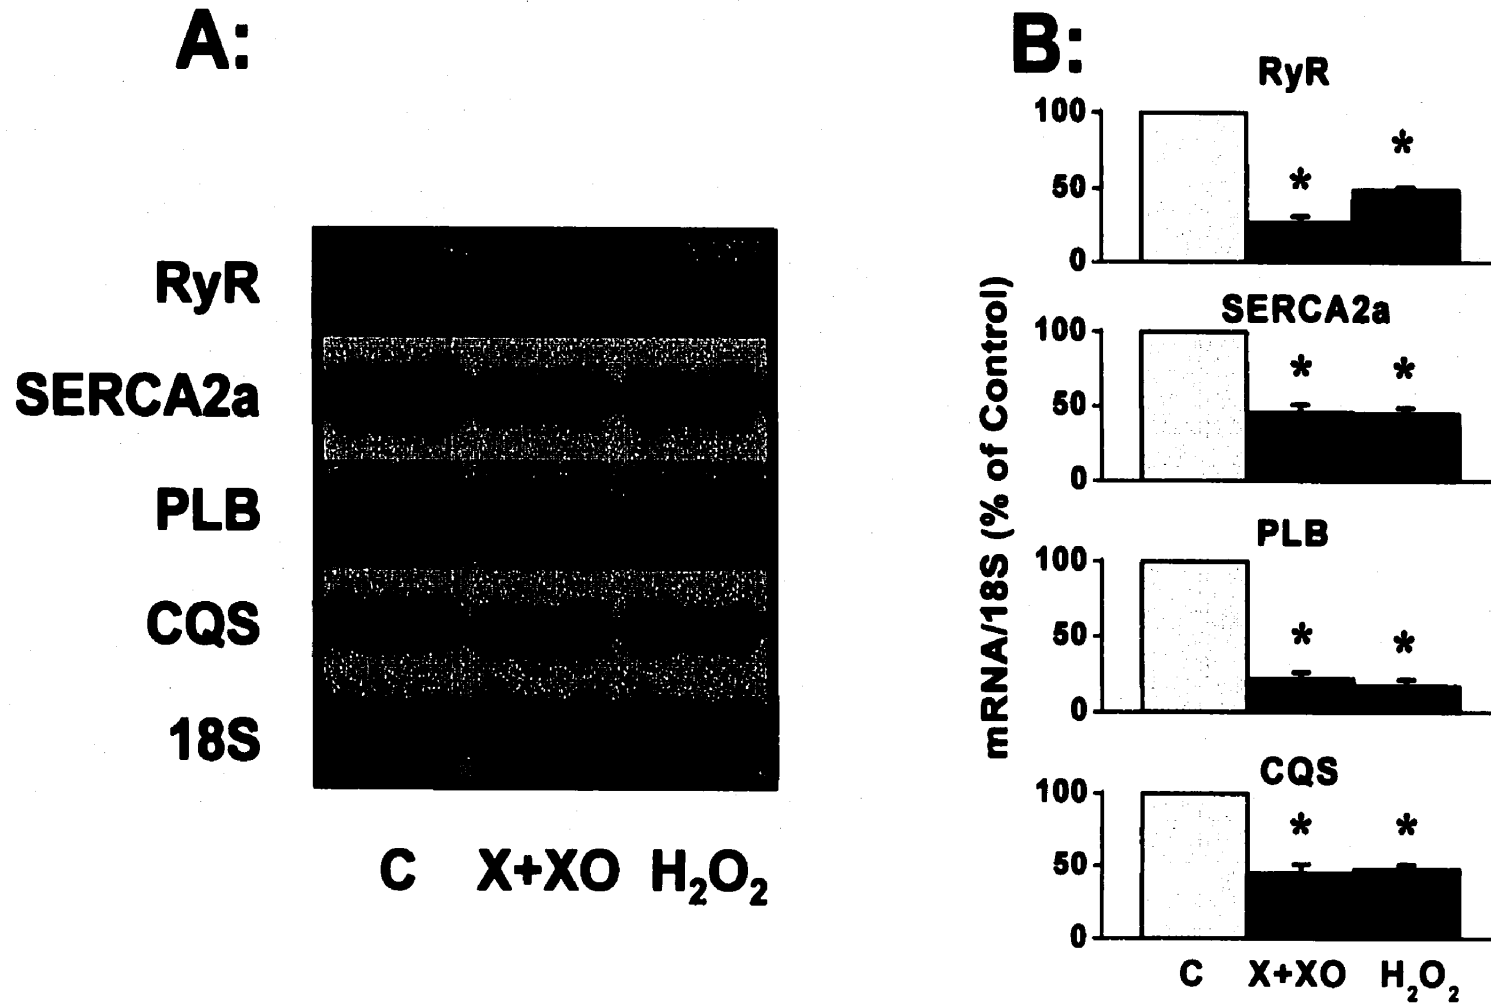 A:
RyR
SERCA2a
PLB
CQS
18S
C X+XO H₂O₂
B:
mRNA/18S (% of Control)
RyR
100
*
*
50
0
SERCA2a
100
* *
50
0
PLB
100
* *
50
0
CQS
100
* *
50
0
C X+XO H₂O₂